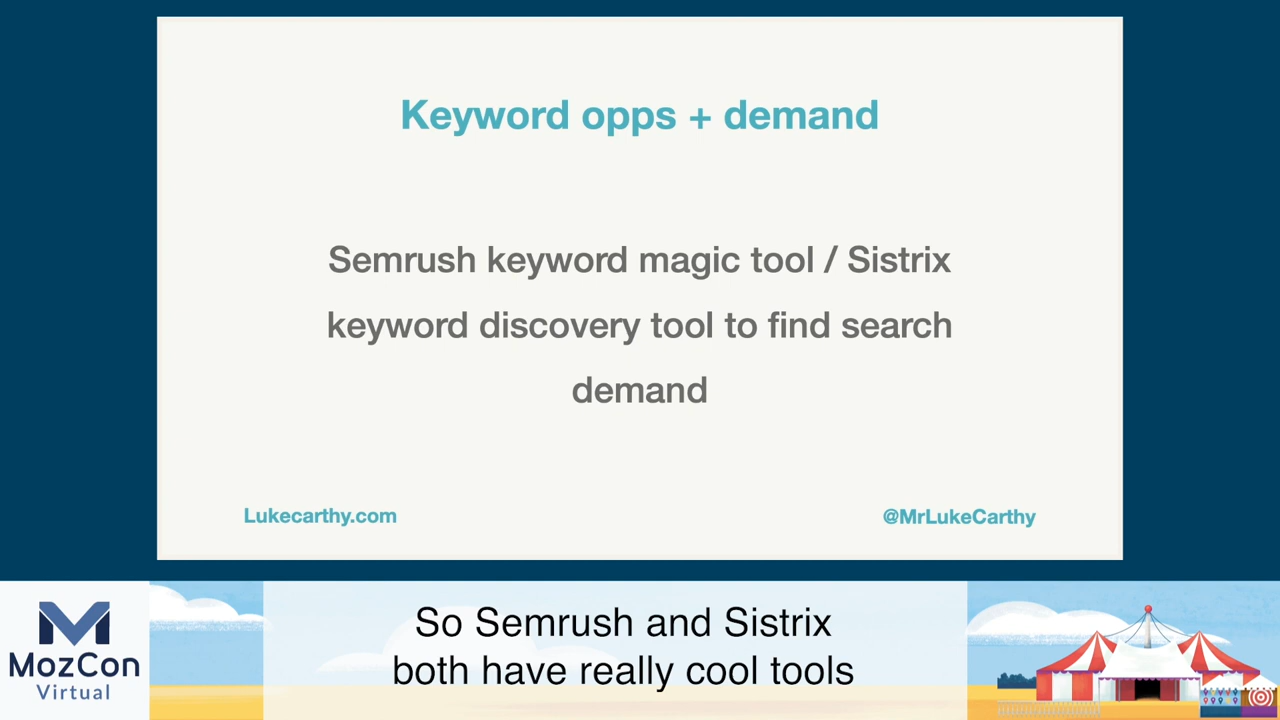 Keyword opps + demand
Semrush keyword magic tool / Sistrix
keyword discovery tool to find search
demand
Lukecarthy.com
@MrLukeCarthy
MozCon
Virtual
So Semrush and Sistrix
both have really cool tools